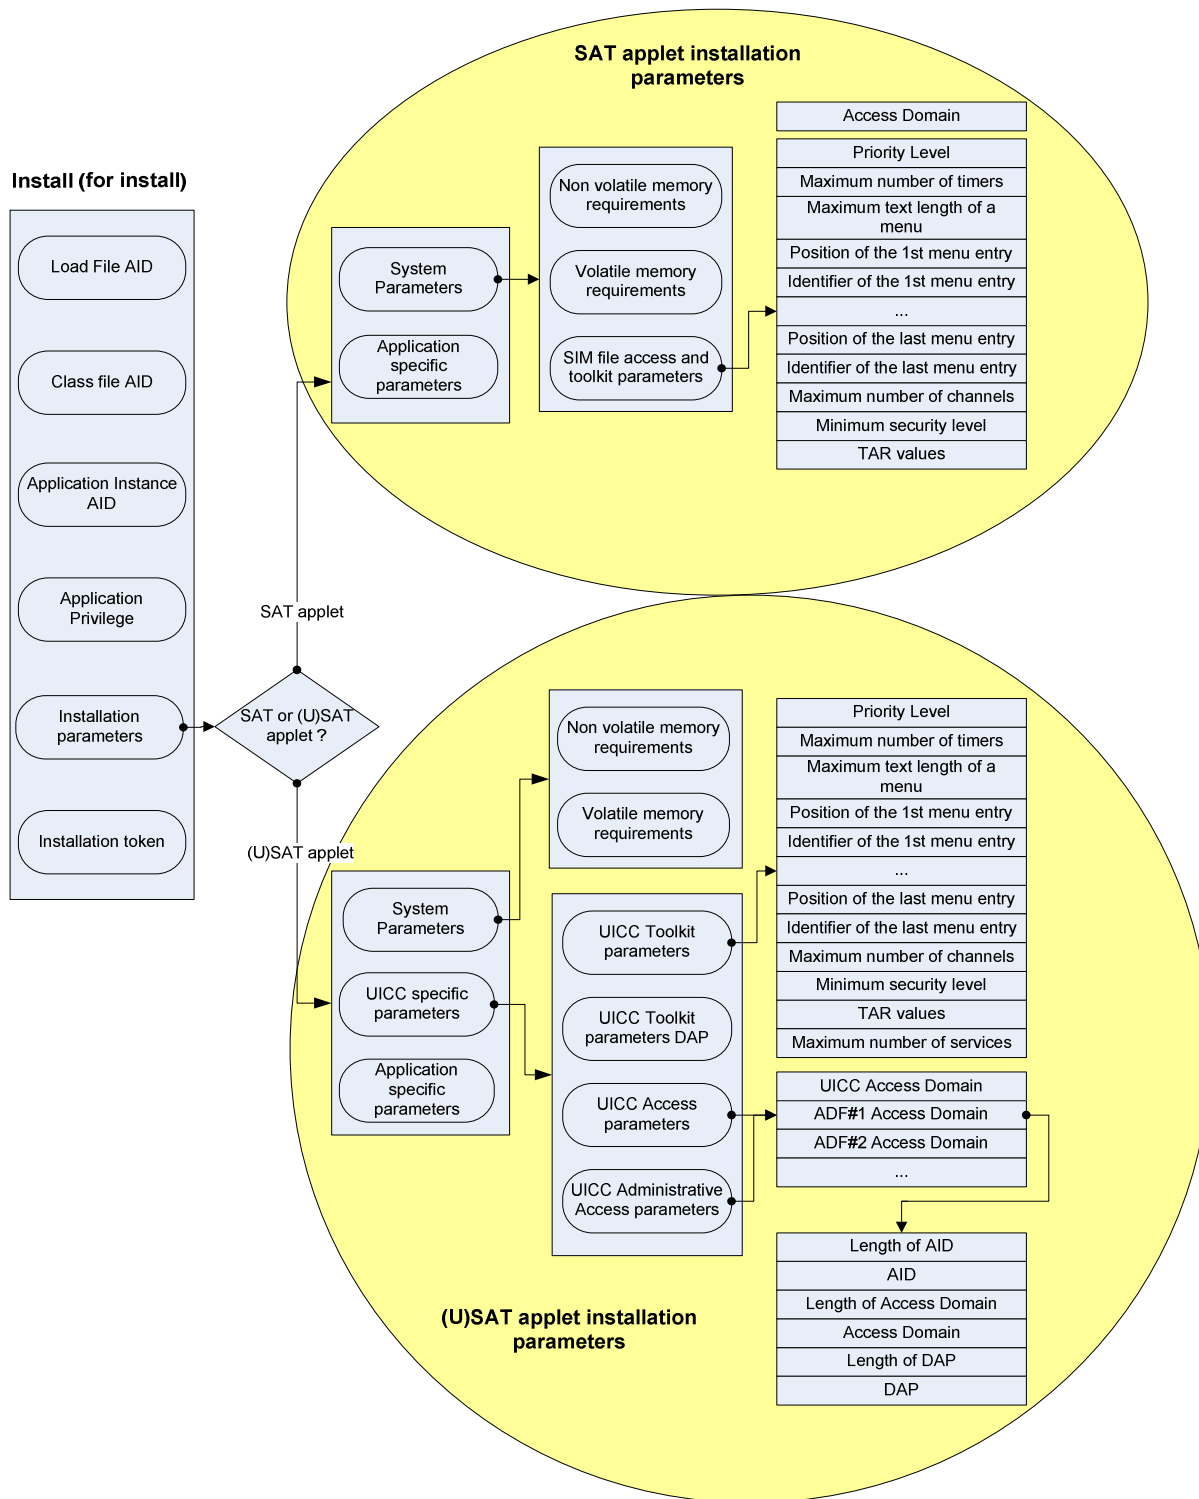 SAT applet installation
parameters
Access Domain
Priority Level
Maximum number of timers
Maximum text length of a
menu
Position of the 1st menu entry
Identifier of the 1st menu entry
...
Position of the last menu entry
Identifier of the last menu entry
Maximum number of channels
Minimum security level
TAR values
Non volatile memory
requirements
Volatile memory
requirements
SIM file access and
toolkit parameters
System
Parameters
Application
specific
parameters
Install (for install)
Load File AID
Class file AID
Application Instance
AID
Application
Privilege
Installation
parameters
Installation token
SAT applet
SAT or (U)SAT
applet ?
(U)SAT applet
System
Parameters
UICC specific
parameters
Application
specific
parameters
Non volatile memory
requirements
Volatile memory
requirements
UICC Toolkit
parameters
UICC Toolkit
parameters DAP
UICC Access
parameters
UICC Administrative
Access parameters
Priority Level
Maximum number of timers
Maximum text length of a
menu
Position of the 1st menu entry
Identifier of the 1st menu entry
...
Position of the last menu entry
Identifier of the last menu entry
Maximum number of channels
Minimum security level
TAR values
Maximum number of services
UICC Access Domain
ADF#1 Access Domain
ADF#2 Access Domain
...
Length of AID
AID
Length of Access Domain
Access Domain
Length of DAP
DAP
(U)SAT applet installation
parameters